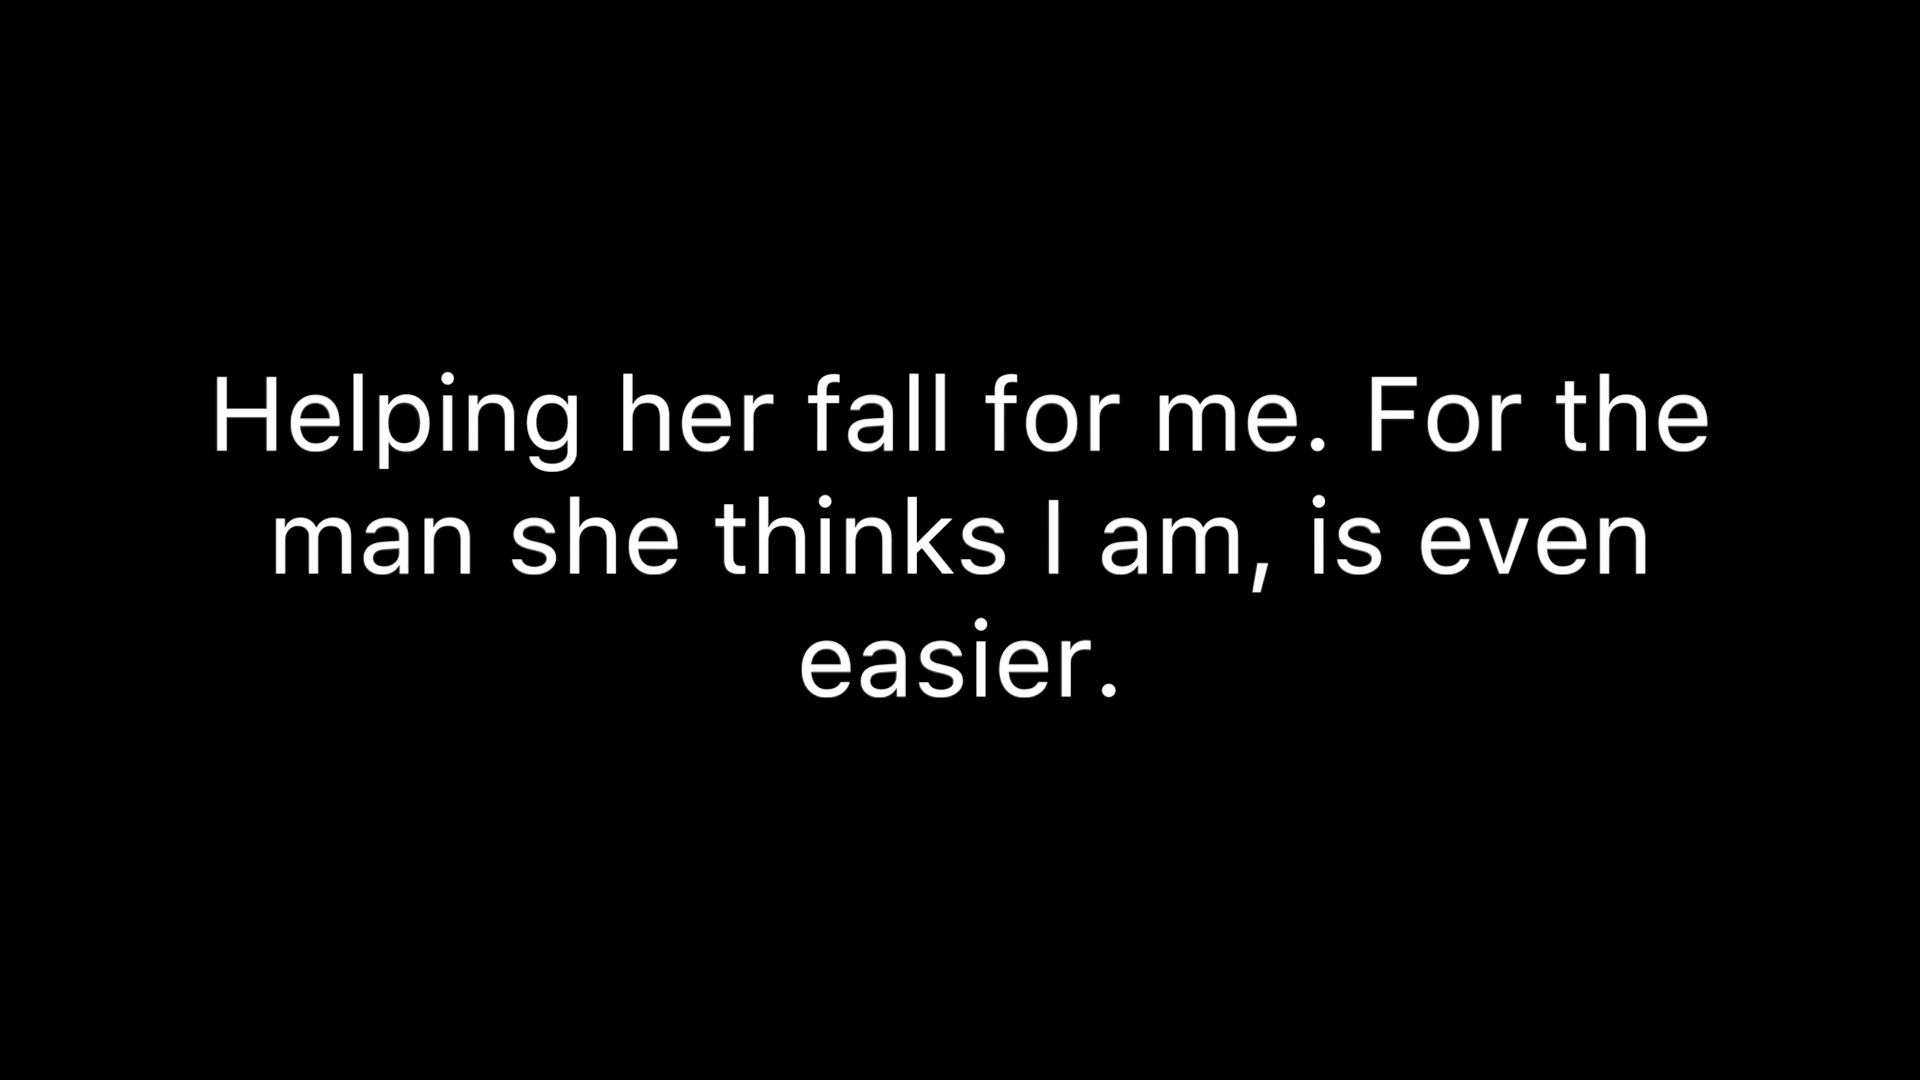 Helping her fall for me. For the
man she thinks I am, is even
easier.